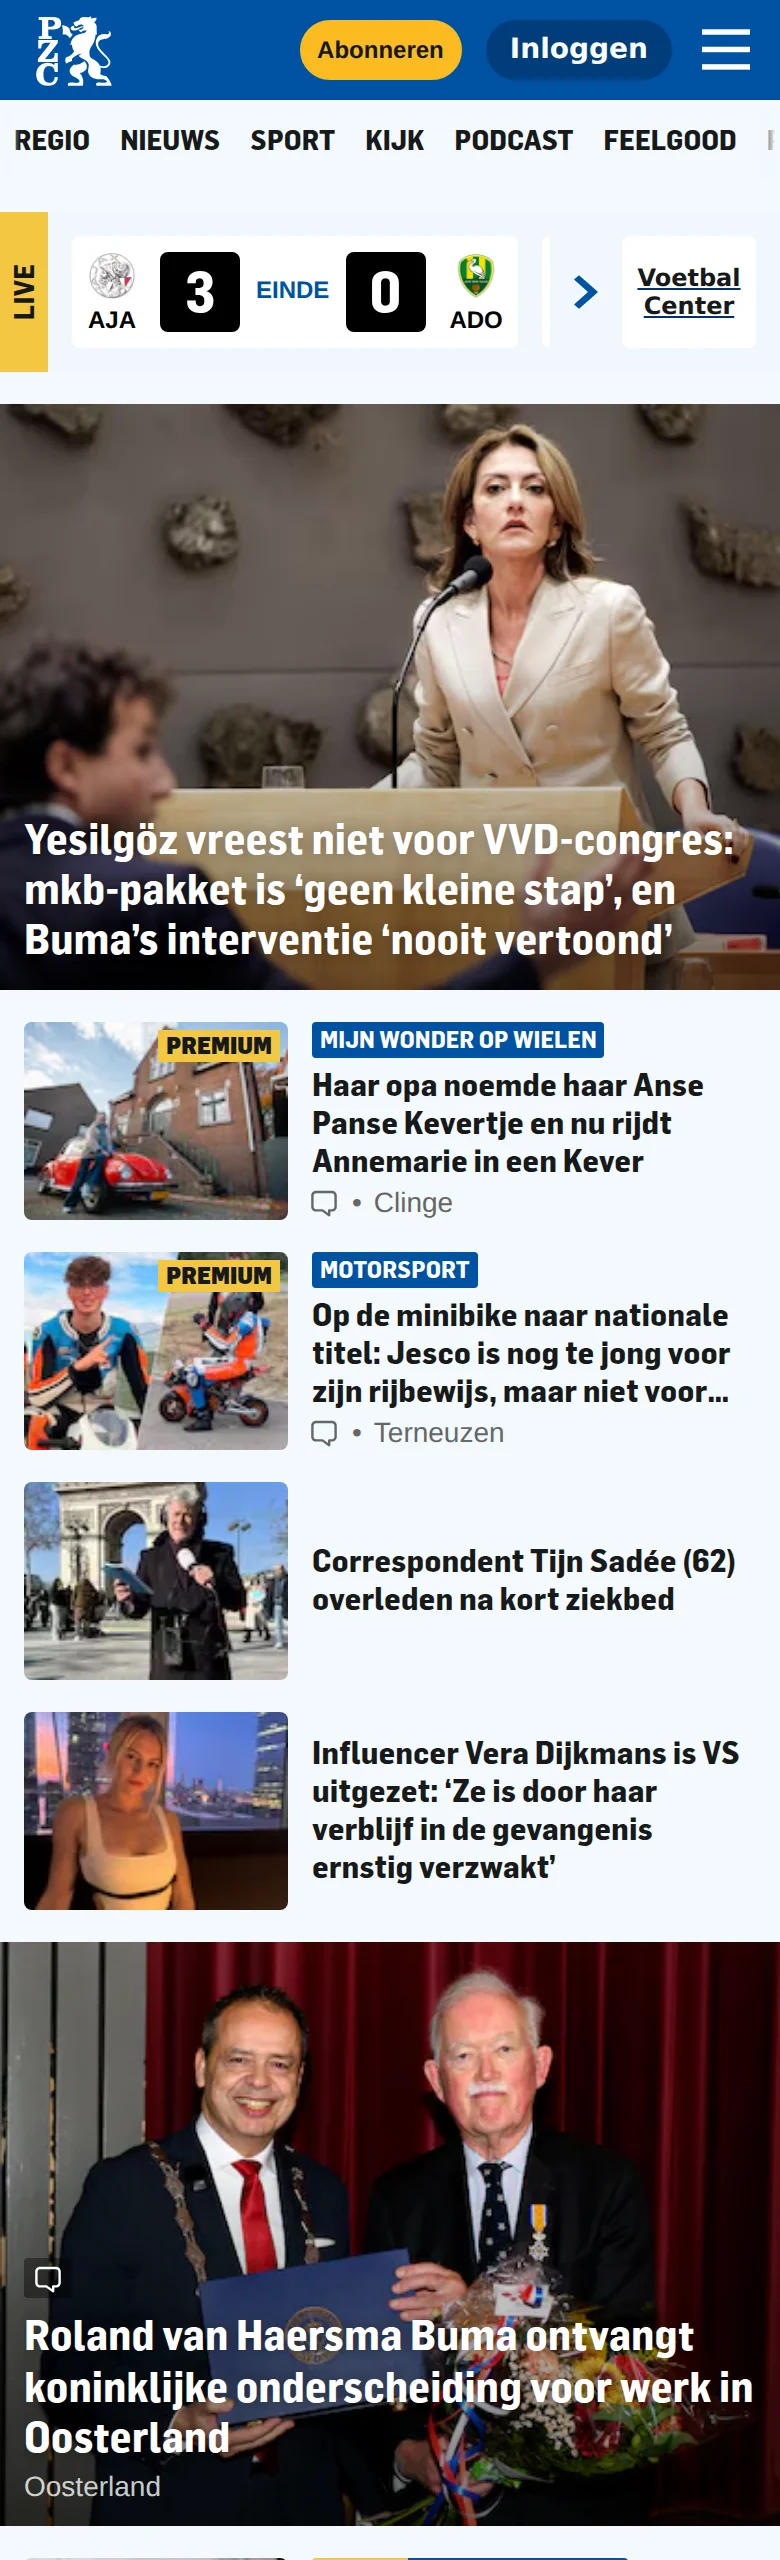 PZC
Abonneren
Inloggen
REGIO NIEUWS SPORT KIJK PODCAST FEELGOOD
LIVE
3 EINDE 0
AJA ADO
Voetbal
Center
Yesilgöz vreest niet voor VVD-congres:
mkb-pakket is ‘geen kleine stap’, en
Buma’s interventie ‘nooit vertoond’
PREMIUM
MIJN WONDER OP WIELEN
Haar opa noemde haar Anse
Panse Kevertje en nu rijdt
Annemarie in een Kever
• Clinge
PREMIUM
MOTORSPORT
Op de minibike naar nationale
titel: Jesco is nog te jong voor
zijn rijbewijs, maar niet voor...
• Terneuzen
Correspondent Tijn Sadée (62)
overleden na kort ziekbed
Influencer Vera Dijkmans is VS
uitgezet: ‘Ze is door haar
verblijf in de gevangenis
ernstig verzwakt’
Roland van Haersma Buma ontvangt
koninklijke onderscheiding voor werk in
Oosterland
Oosterland